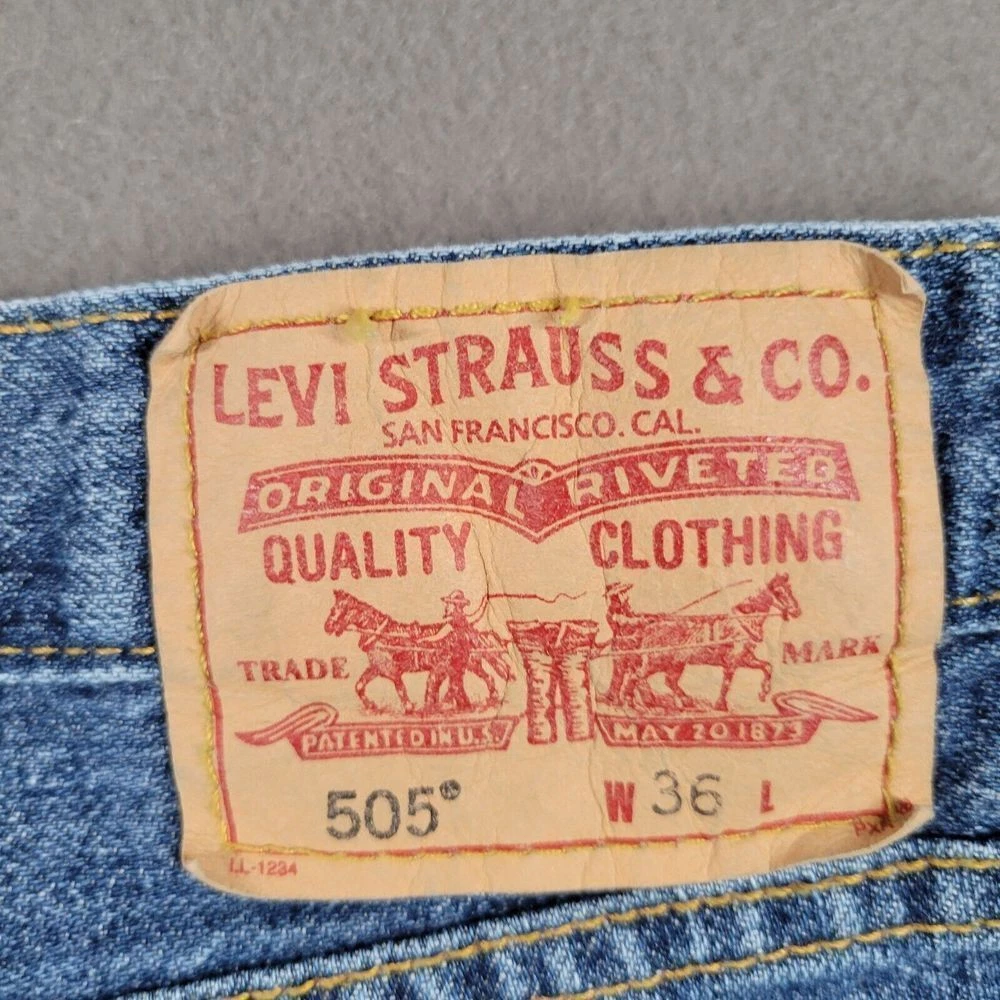 LEVI STRAUSS & CO.
SAN FRANCISCO. CAL.
ORIGINAL RIVETED
QUALITY CLOTHING
TRADE MARK
PATENTED IN U.S. MAY 20 1873
505® W 36 L
LL-1234